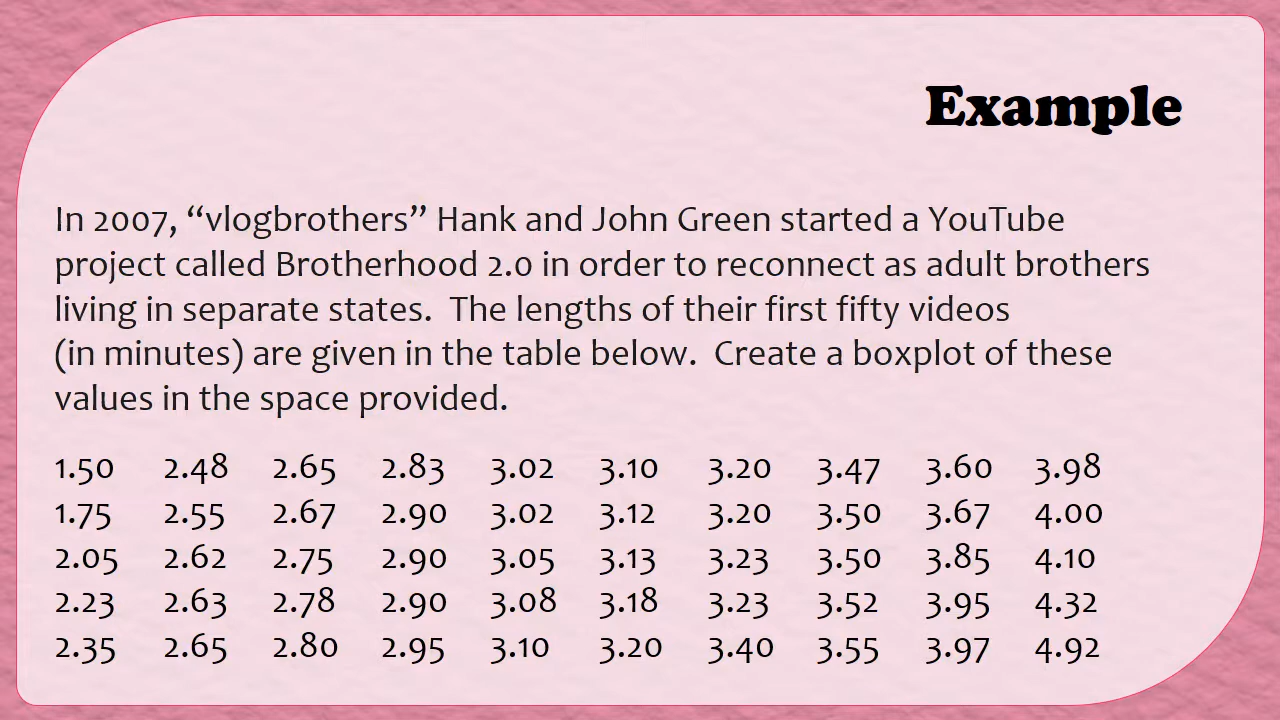 Example
In 2007, “vlogbrothers” Hank and John Green started a YouTube
project called Brotherhood 2.0 in order to reconnect as adult brothers
living in separate states.  The lengths of their first fifty videos
(in minutes) are given in the table below.  Create a boxplot of these
values in the space provided.
1.50 2.48 2.65 2.83 3.02 3.10 3.20 3.47 3.60 3.98
1.75 2.55 2.67 2.90 3.02 3.12 3.20 3.50 3.67 4.00
2.05 2.62 2.75 2.90 3.05 3.13 3.23 3.50 3.85 4.10
2.23 2.63 2.78 2.90 3.08 3.18 3.23 3.52 3.95 4.32
2.35 2.65 2.80 2.95 3.10 3.20 3.40 3.55 3.97 4.92